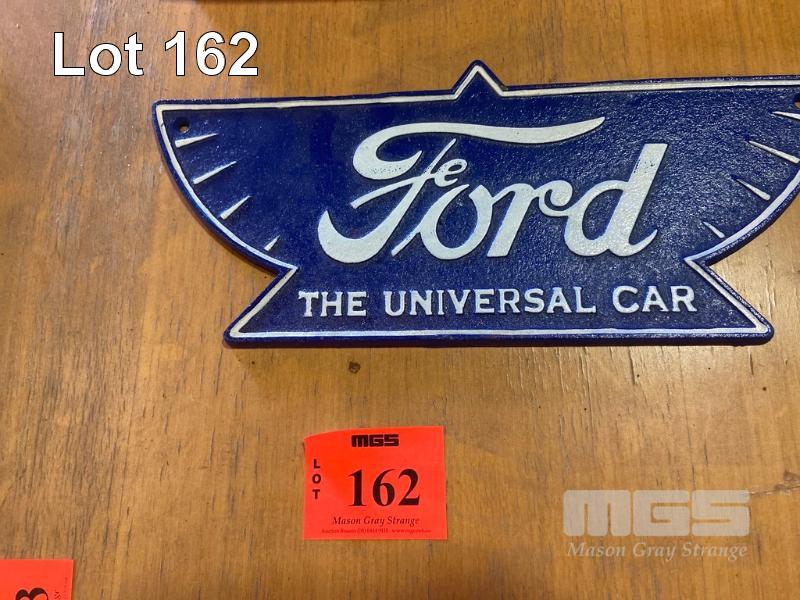 Lot 162
Ford
THE UNIVERSAL CAR
MGS
LOT
162
Mason Gray Strange
MGS
Mason Gray Strange